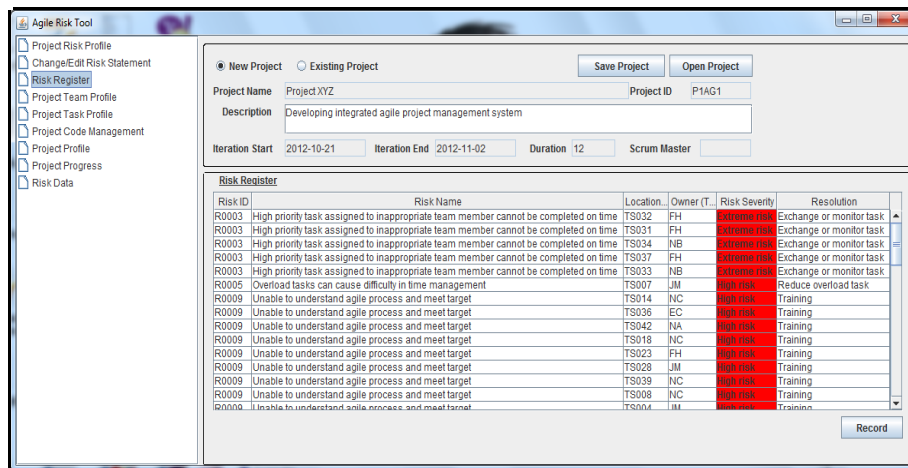 Agile Risk Tool
Project Risk Profile
Change/Edit Risk Statement
Risk Register
Project Team Profile
Project Task Profile
Project Code Management
Project Profile
Project Progress
Risk Data
New Project Existing Project Save Project Open Project
Project Name Project XYZ Project ID P1AG1
Description Developing integrated agile project management system
Iteration Start 2012-10-21 Iteration End 2012-11-02 Duration 12 Scrum Master
Risk Register
Risk ID Risk Name Location... Owner (T... Risk Severity Resolution
R0003 High priority task assigned to inappropriate team member cannot be completed on time TS032 FH Extreme risk Exchange or monitor task
R0003 High priority task assigned to inappropriate team member cannot be completed on time TS031 FH Extreme risk Exchange or monitor task
R0003 High priority task assigned to inappropriate team member cannot be completed on time TS034 NB Extreme risk Exchange or monitor task
R0003 High priority task assigned to inappropriate team member cannot be completed on time TS037 FH Extreme risk Exchange or monitor task
R0003 High priority task assigned to inappropriate team member cannot be completed on time TS033 NB Extreme risk Exchange or monitor task
R0005 Overload tasks can cause difficulty in time management TS007 JM High risk Reduce overload task
R0009 Unable to understand agile process and meet target TS014 NC High risk Training
R0009 Unable to understand agile process and meet target TS036 EC High risk Training
R0009 Unable to understand agile process and meet target TS042 NA High risk Training
R0009 Unable to understand agile process and meet target TS018 NC High risk Training
R0009 Unable to understand agile process and meet target TS023 FH High risk Training
R0009 Unable to understand agile process and meet target TS028 JM High risk Training
R0009 Unable to understand agile process and meet target TS039 NC High risk Training
R0009 Unable to understand agile process and meet target TS008 NC High risk Training
R0009 Unable to understand agile process and meet target TS004 JM High risk Training
Record